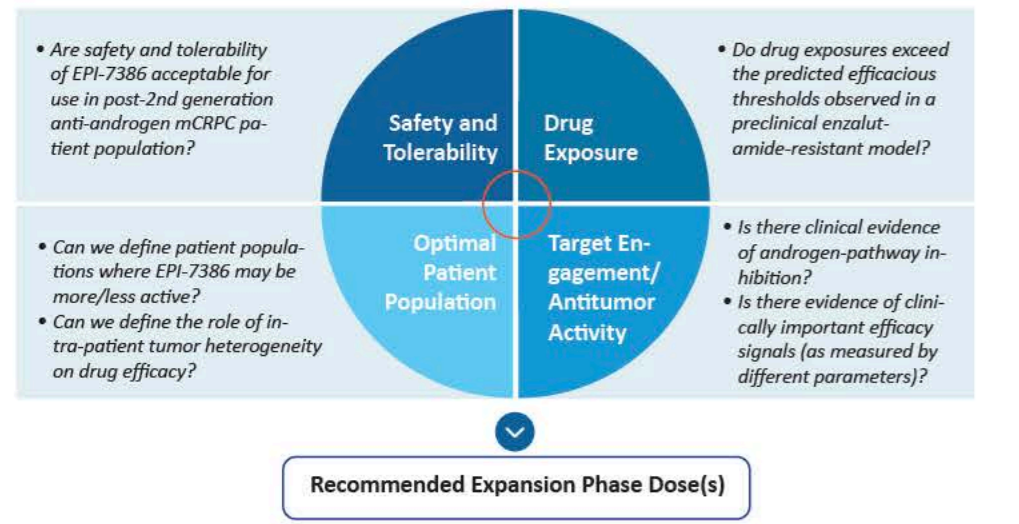 • Are safety and tolerability
of EPI-7386 acceptable for
use in post-2nd generation
anti-androgen mCRPC pa-
tient population?
Safety and
Tolerability
Drug
Exposure
• Do drug exposures exceed
the predicted efficacious
thresholds observed in a
preclinical enzalut-
amide-resistant model?
• Can we define patient popula-
tions where EPI-7386 may be
more/less active?
• Can we define the role of in-
tra-patient tumor heterogeneity
on drug efficacy?
Optimal
Patient
Population
Target En-
gagement/
Antitumor
Activity
• Is there clinical evidence
of androgen-pathway in-
hibition?
• Is there evidence of clini-
cally important efficacy
signals (as measured by
different parameters)?
Recommended Expansion Phase Dose(s)